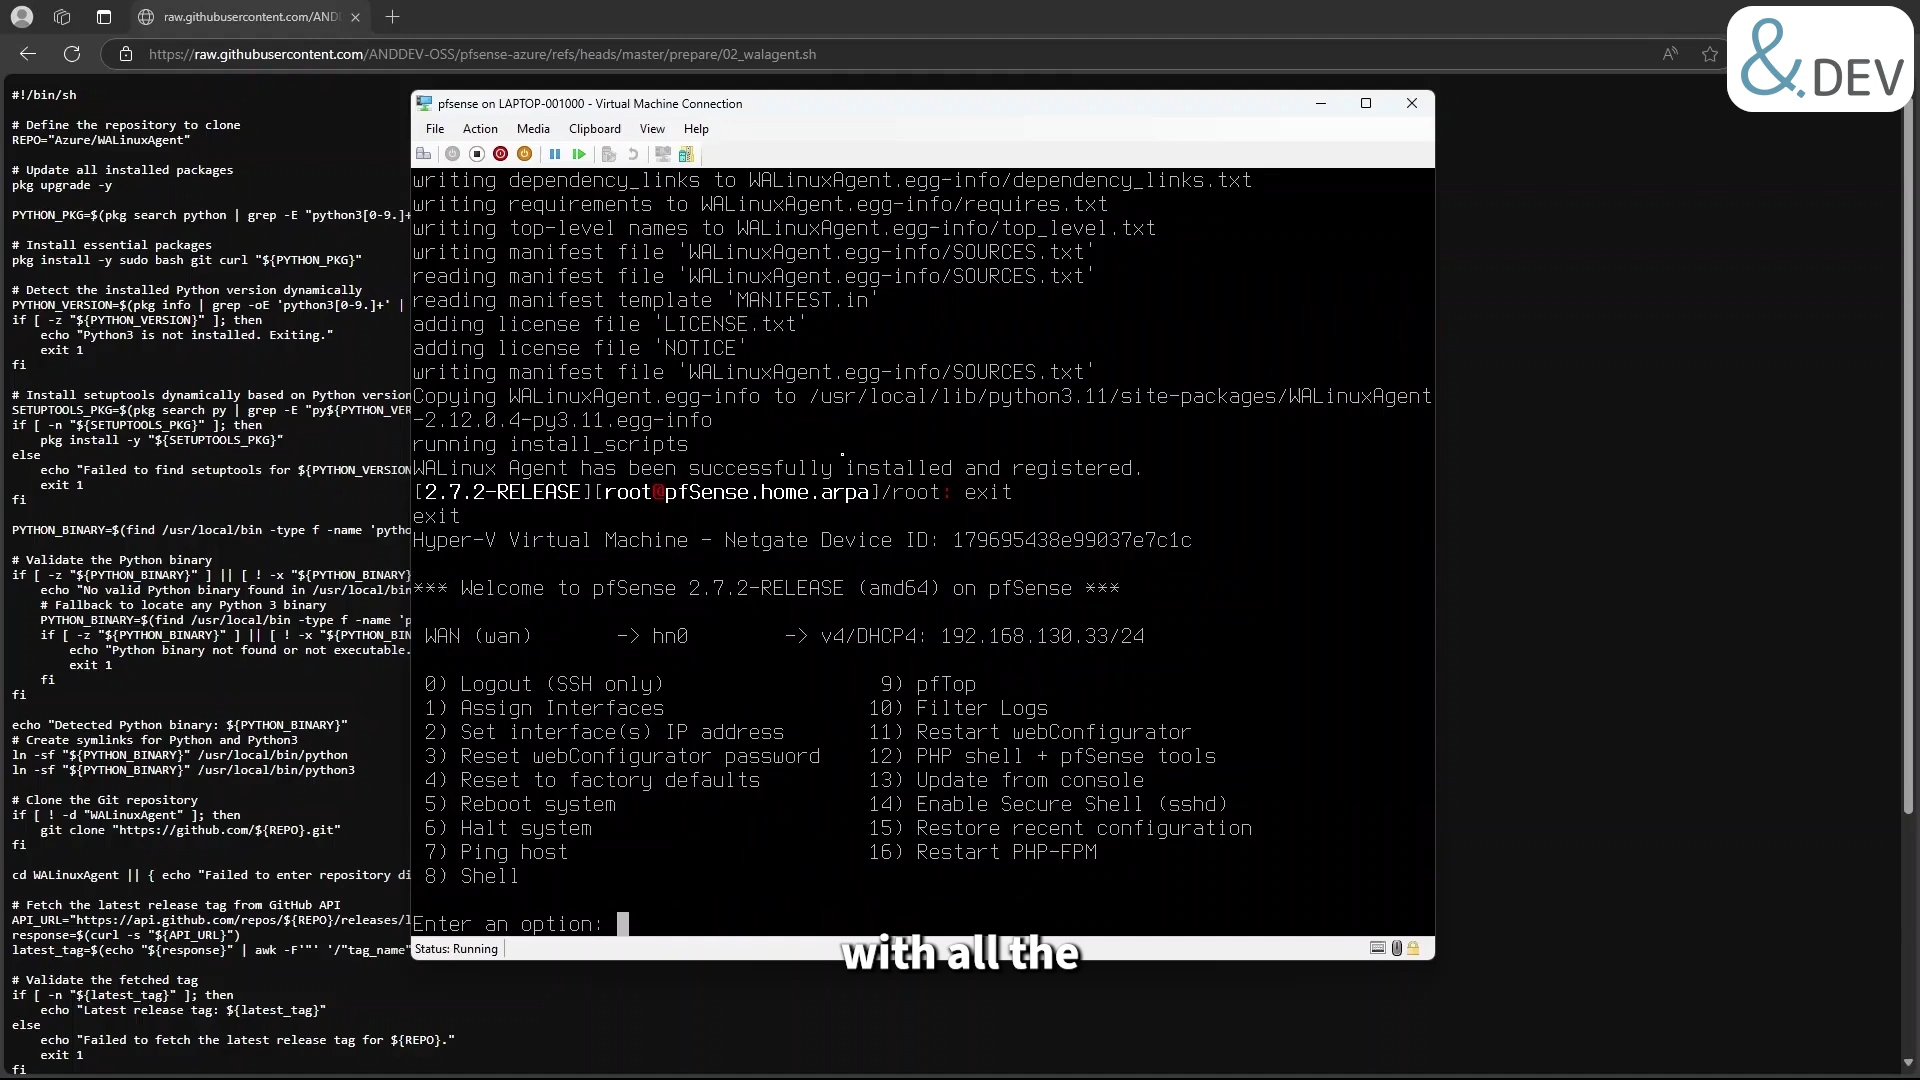 raw.githubusercontent.com/AND
https://raw.githubusercontent.com/ANDDEV-OSS/pfsense-azure/refs/heads/master/prepare/02_walagent.sh
&.DEV
#!/bin/sh
# Define the repository to clone
REPO="Azure/WALinuxAgent"
# Update all installed packages
pkg upgrade -y
PYTHON_PKG=$(pkg search python | grep -E "python3[0-9.]+
# Install essential packages
pkg install -y sudo bash git curl "${PYTHON_PKG}"
# Detect the installed Python version dynamically
PYTHON_VERSION=$(pkg info | grep -oE 'python3[0-9.]+' |
if [ -z "${PYTHON_VERSION}" ]; then
echo "Python3 is not installed. Exiting."
exit 1
fi
# Install setuptools dynamically based on Python version
SETUPTOOLS_PKG=$(pkg search py | grep -E "py${PYTHON_VER
if [ -n "${SETUPTOOLS_PKG}" ]; then
pkg install -y "${SETUPTOOLS_PKG}"
else
echo "Failed to find setuptools for ${PYTHON_VERSION
exit 1
fi
PYTHON_BINARY=$(find /usr/local/bin -type f -name 'pytho
# Validate the Python binary
if [ -z "${PYTHON_BINARY}" ] || [ ! -x "${PYTHON_BINARY}
echo "No valid Python binary found in /usr/local/bin
# Fallback to locate any Python 3 binary
PYTHON_BINARY=$(find /usr/local/bin -type f -name 'p
if [ -z "${PYTHON_BINARY}" ] || [ ! -x "${PYTHON_BIN
echo "Python binary not found or not executable.
exit 1
fi
fi
echo "Detected Python binary: ${PYTHON_BINARY}"
# Create symlinks for Python and Python3
ln -sf "${PYTHON_BINARY}" /usr/local/bin/python
ln -sf "${PYTHON_BINARY}" /usr/local/bin/python3
# Clone the Git repository
if [ ! -d "WALinuxAgent" ]; then
git clone "https://github.com/${REPO}.git"
fi
cd WALinuxAgent || { echo "Failed to enter repository di
# Fetch the latest release tag from GitHub API
API_URL="https://api.github.com/repos/${REPO}/releases/l
response=$(curl -s "${API_URL}")
latest_tag=$(echo "${response}" | awk -F'"' '/"tag_name"
# Validate the fetched tag
if [ -n "${latest_tag}" ]; then
echo "Latest release tag: ${latest_tag}"
else
echo "Failed to fetch the latest release tag for ${REPO}."
exit 1
fi
pfsense on LAPTOP-001000 - Virtual Machine Connection
File Action Media Clipboard View Help
writing dependency_links to WALinuxAgent.egg-info/dependency_links.txt
writing requirements to WALinuxAgent.egg-info/requires.txt
writing top-level names to WALinuxAgent.egg-info/top_level.txt
writing manifest file 'WALinuxAgent.egg-info/SOURCES.txt'
reading manifest file 'WALinuxAgent.egg-info/SOURCES.txt'
reading manifest template 'MANIFEST.in'
adding license file 'LICENSE.txt'
adding license file 'NOTICE'
writing manifest file 'WALinuxAgent.egg-info/SOURCES.txt'
Copying WALinuxAgent.egg-info to /usr/local/lib/python3.11/site-packages/WALinuxAgent
-2.12.0.4-py3.11.egg-info
running install_scripts
WALinux Agent has been successfully installed and registered.
[2.7.2-RELEASE][root@pfSense.home.arpa]/root: exit
exit
Hyper-V Virtual Machine - Netgate Device ID: 179695438e99037e7c1c
*** Welcome to pfSense 2.7.2-RELEASE (amd64) on pfSense ***
WAN (wan) -> hn0 -> v4/DHCP4: 192.168.130.33/24
0) Logout (SSH only) 9) pfTop
1) Assign Interfaces 10) Filter Logs
2) Set interface(s) IP address 11) Restart webConfigurator
3) Reset webConfigurator password 12) PHP shell + pfSense tools
4) Reset to factory defaults 13) Update from console
5) Reboot system 14) Enable Secure Shell (sshd)
6) Halt system 15) Restore recent configuration
7) Ping host 16) Restart PHP-FPM
8) Shell
Enter an option:
Status: Running
with all the